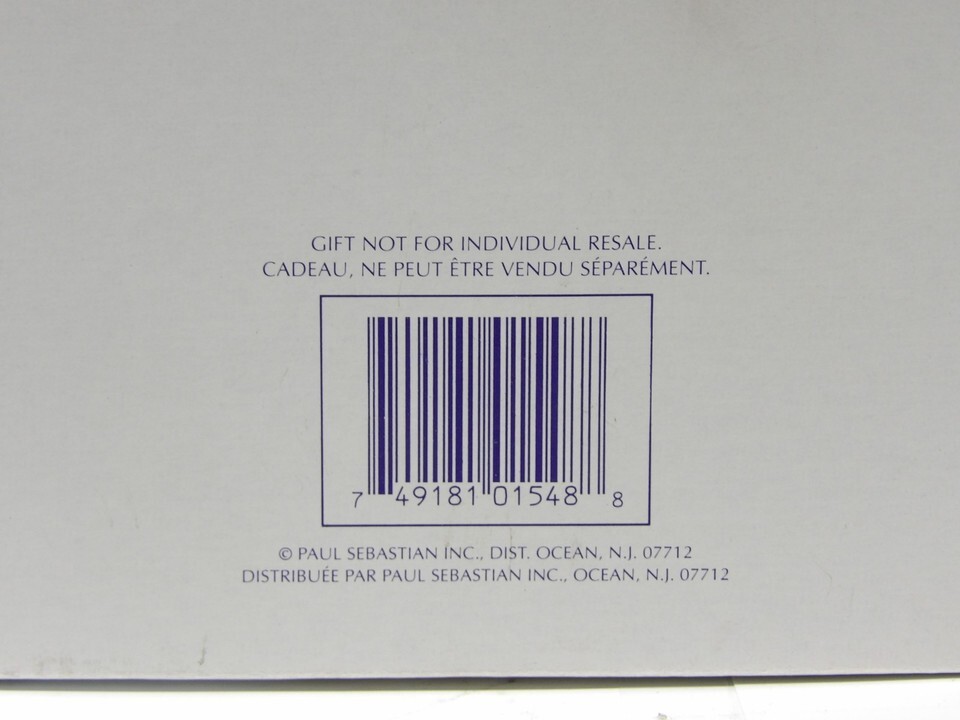 GIFT NOT FOR INDIVIDUAL RESALE.
CADEAU, NE PEUT ÊTRE VENDU SÉPARÉMENT.
7 49181 01548 8
© PAUL SEBASTIAN INC., DIST. OCEAN, N.J. 07712
DISTRIBUÉE PAR PAUL SEBASTIAN INC., OCEAN, N.J. 07712